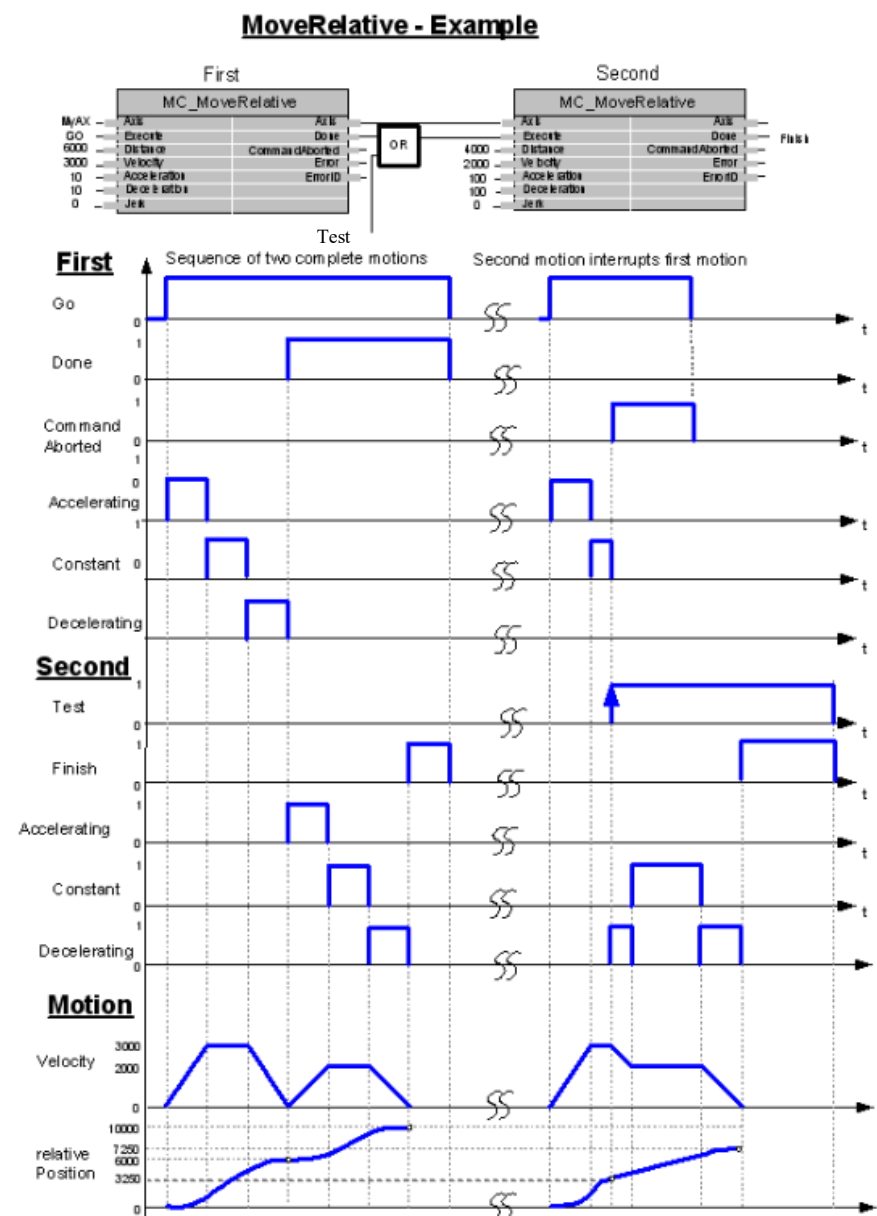 MoveRelative - Example
First Second
MC_MoveRelative MC_MoveRelative
MyAX Axis Axis Axis Axis
GO Execute Done Execute Done Finish
6000 Distance CommandAborted OR 4000 Distance CommandAborted
3000 Velocity Error 2000 Velocity Error
10 Acceleration ErrorID 100 Acceleration ErrorID
10 Deceleration 100 Deceleration
0 Jerk 0 Jerk
Test
First Sequence of two complete motions Second motion interrupts first motion
Go
0 t
1
Done
0 t
1
Command
Aborted 0 t
1
0
Accelerating
1 t
Constant 0
t
Decelerating
t
Second
1
Test
0 t
1
Finish
0 t
1
Accelerating
0 t
1
Constant
0 t
1
Decelerating
0
Motion
3000
Velocity 2000
0
10000
relative 7250
Position 6000
3250
0